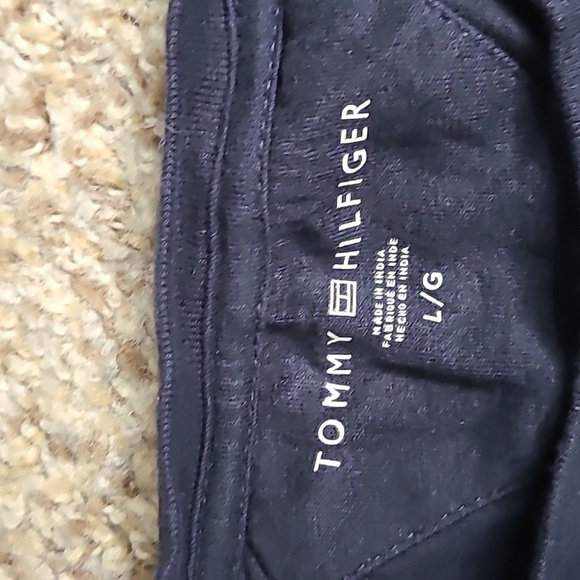 TOMMY HILFIGER
MADE IN INDIA
FABRIQUÉ EN INDE
HECHO EN INDIA
L/G